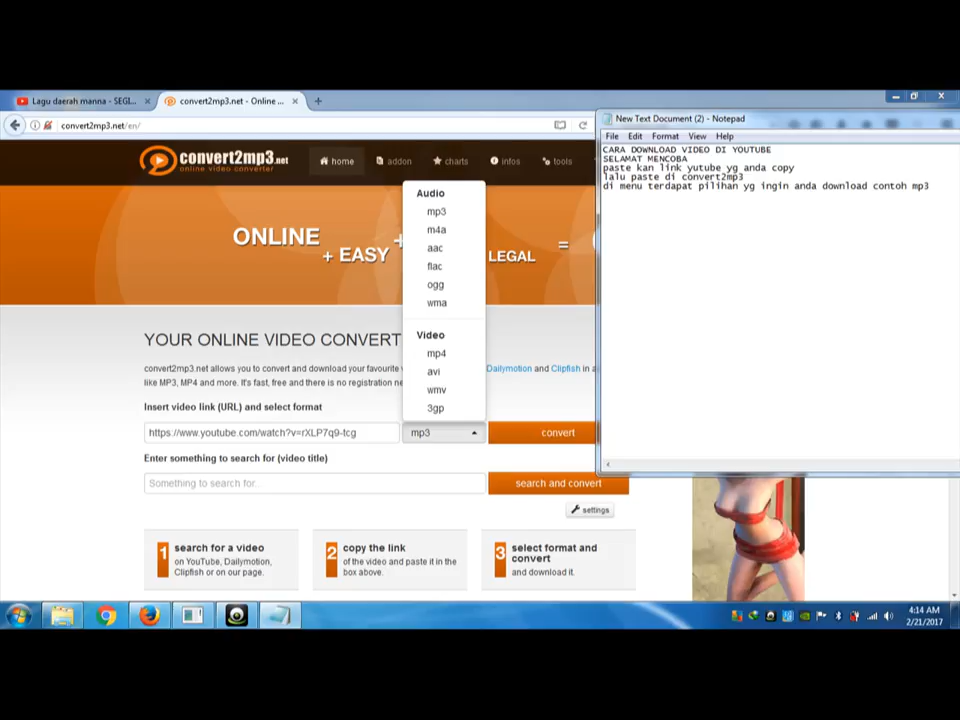 Lagu daerah manna - SEGI...
convert2mp3.net - Online ...
convert2mp3.net/en/
convert2mp3.net
online video converter
home
addon
charts
infos
tools
ONLINE
+ EASY
+
LEGAL
=
Audio
mp3
m4a
aac
flac
ogg
wma
Video
mp4
avi
wmv
3gp
New Text Document (2) - Notepad
File Edit Format View Help
CARA DOWNLOAD VIDEO DI YOUTUBE
SELAMAT MENCOBA
paste kan link yutube yg anda copy
lalu paste di convert2mp3
di menu terdapat pilihan yg ingin anda download contoh mp3
YOUR ONLINE VIDEO CONVERT
convert2mp3.net allows you to convert and download your favourite
Dailymotion and Clipfish in a
like MP3, MP4 and more. It's fast, free and there is no registration ne
Insert video link (URL) and select format
https://www.youtube.com/watch?v=rXLP7q9-tcg
mp3
convert
Enter something to search for (video title)
Something to search for..
search and convert
settings
1
search for a video
on YouTube, Dailymotion,
Clipfish or on our page.
2
copy the link
of the video and paste it in the
box above.
3
select format and
convert
and download it.
4:14 AM
2/21/2017